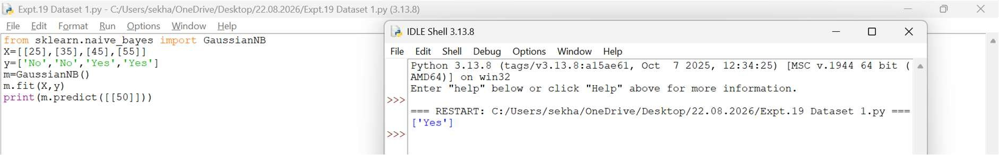 Expt.19 Dataset 1.py - C:/Users/sekha/OneDrive/Desktop/22.08.2026/Expt.19 Dataset 1.py (3.13.8)
File Edit Format Run Options Window Help
from sklearn.naive_bayes import GaussianNB
X=[[25],[35],[45],[55]]
y=['No','No','Yes','Yes']
m=GaussianNB()
m.fit(X,y)
print(m.predict([[50]]))
IDLE Shell 3.13.8
File Edit Shell Debug Options Window Help
Python 3.13.8 (tags/v3.13.8:a15ae61, Oct  7 2025, 12:34:25) [MSC v.1944 64 bit (
AMD64)] on win32
Enter "help" below or click "Help" above for more information.
>>>
=== RESTART: C:/Users/sekha/OneDrive/Desktop/22.08.2026/Expt.19 Dataset 1.py ===
['Yes']
>>>